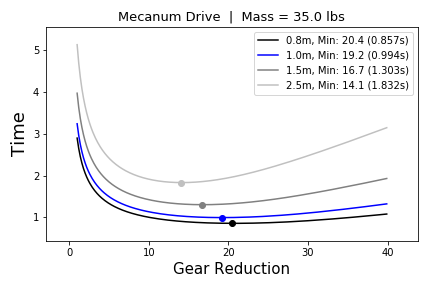 Mecanum Drive | Mass = 35.0 lbs
0.8m, Min: 20.4 (0.857s)
1.0m, Min: 19.2 (0.994s)
1.5m, Min: 16.7 (1.303s)
2.5m, Min: 14.1 (1.832s)
Time
5
4
3
2
1
0 10 20 30 40
Gear Reduction